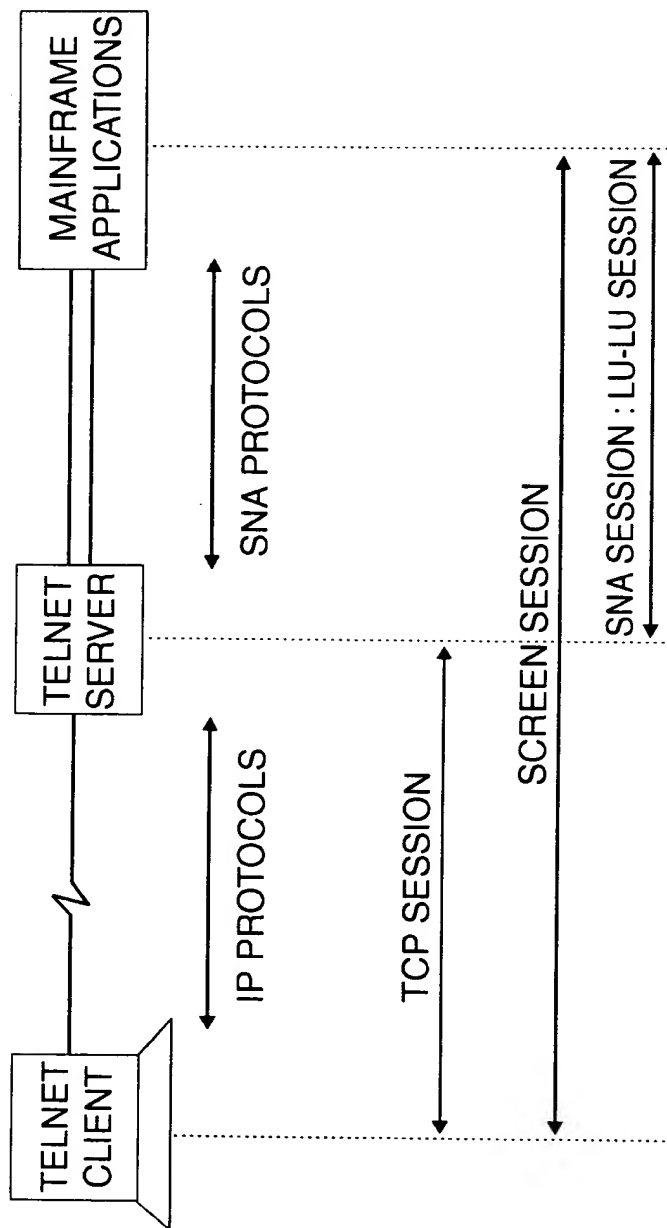 TELNET
CLIENT
TELNET
SERVER
MAINFRAME
APPLICATIONS
IP PROTOCOLS
SNA PROTOCOLS
TCP SESSION
SCREEN SESSION
SNA SESSION : LU-LU SESSION